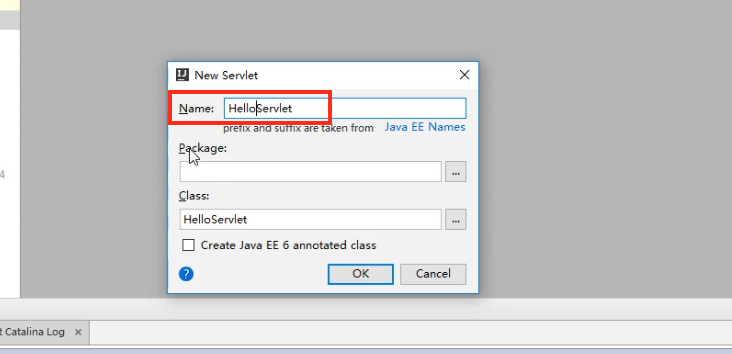 New Servlet
Name: HelloServlet
prefix and suffix are taken from Java EE Names
Package:
...
Class:
HelloServlet ...
Create Java EE 6 annotated class
? OK Cancel
4
t Catalina Log ×